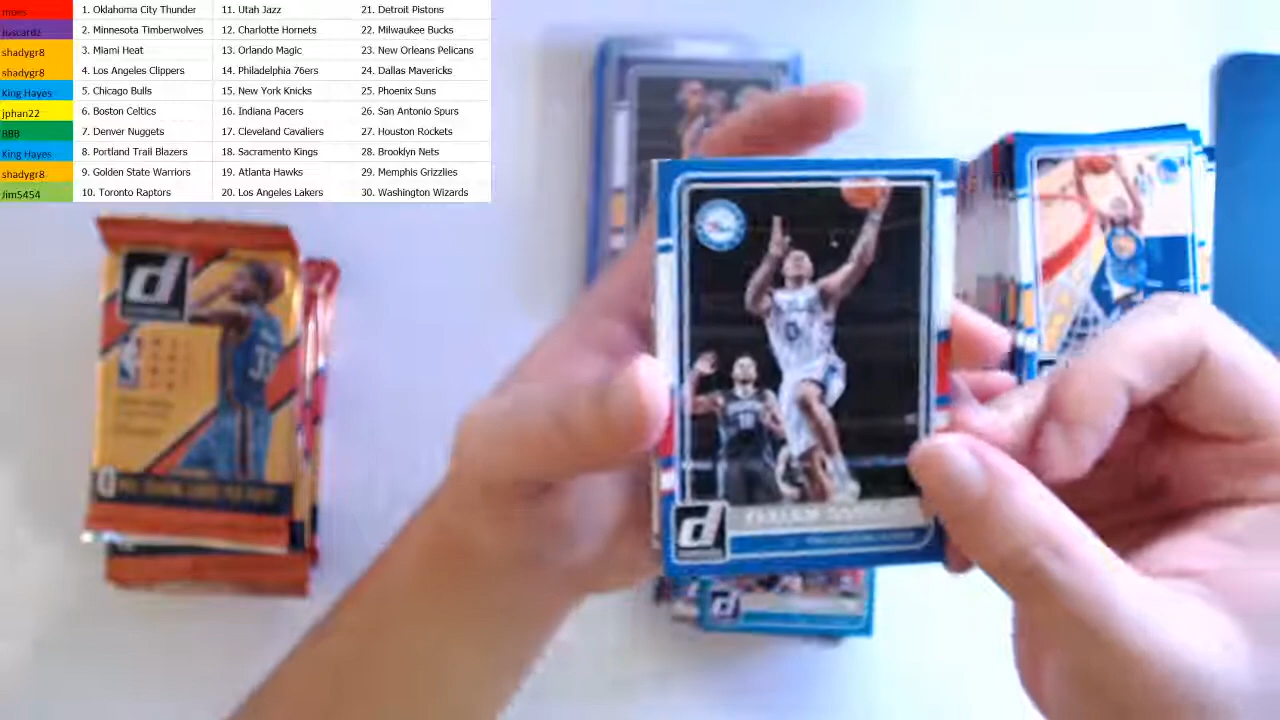 moes 1. Oklahoma City Thunder 11. Utah Jazz 21. Detroit Pistons
juscardz 2. Minnesota Timberwolves 12. Charlotte Hornets 22. Milwaukee Bucks
shadygr8 3. Miami Heat 13. Orlando Magic 23. New Orleans Pelicans
shadygr8 4. Los Angeles Clippers 14. Philadelphia 76ers 24. Dallas Mavericks
King Hayes 5. Chicago Bulls 15. New York Knicks 25. Phoenix Suns
jphan22 6. Boston Celtics 16. Indiana Pacers 26. San Antonio Spurs
BBB 7. Denver Nuggets 17. Cleveland Cavaliers 27. Houston Rockets
King Hayes 8. Portland Trail Blazers 18. Sacramento Kings 28. Brooklyn Nets
shadygr8 9. Golden State Warriors 19. Atlanta Hawks 29. Memphis Grizzlies
Jim5454 10. Toronto Raptors 20. Los Angeles Lakers 30. Washington Wizards
d
35
0
d
d